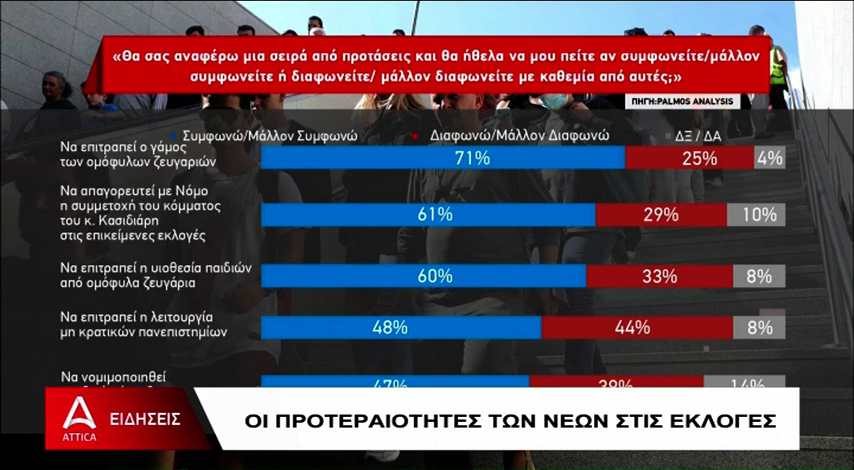 «Θα σας αναφέρω μια σειρά από προτάσεις και θα ήθελα να μου πείτε αν συμφωνείτε/μάλλον
συμφωνείτε ή διαφωνείτε/ μάλλον διαφωνείτε με καθεμία από αυτές;»
ΠΗΓΗ:PALMOS ANALYSIS
Συμφωνώ/Μάλλον Συμφωνώ Διαφωνώ/Μάλλον Διαφωνώ ΔΞ / ΔΑ
Να επιτραπεί ο γάμος
των ομόφυλων ζευγαριών
71% 25% 4%
Να απαγορευτεί με Νόμο
η συμμετοχή του κόμματος
του κ. Κασιδιάρη
στις επικείμενες εκλογές
61% 29% 10%
Να επιτραπεί η υιοθεσία παιδιών
από ομόφυλα ζευγάρια
60% 33% 8%
Να επιτραπεί η λειτουργία
μη κρατικών πανεπιστημίων
48% 44% 8%
Να νομιμοποιηθεί
47% 39% 14%
ATTICA
ΕΙΔΗΣΕΙΣ
ΟΙ ΠΡΟΤΕΡΑΙΟΤΗΤΕΣ ΤΩΝ ΝΕΩΝ ΣΤΙΣ ΕΚΛΟΓΕΣ